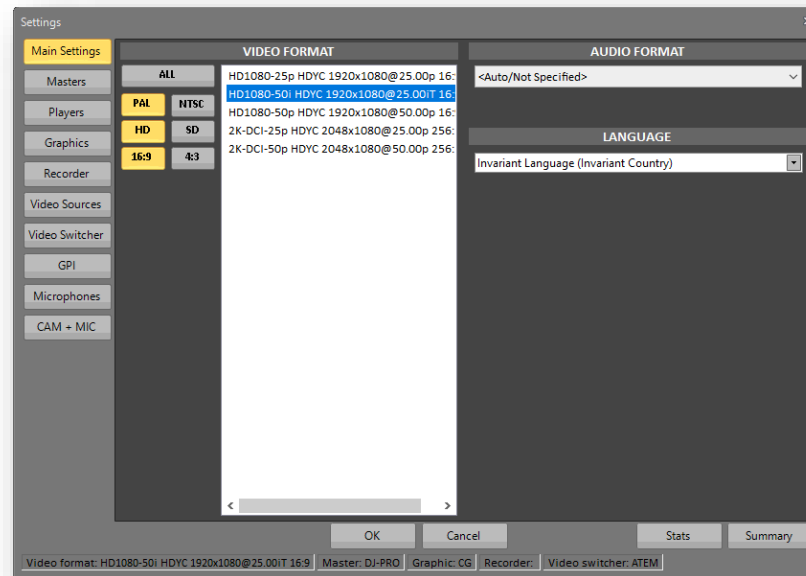 Settings
Main Settings
Masters
Players
Graphics
Recorder
Video Sources
Video Switcher
GPI
Microphones
CAM + MIC
VIDEO FORMAT
ALL
PAL NTSC
HD SD
16:9 4:3
HD1080-25p HDYC 1920x1080@25.00p 16:
HD1080-50i HDYC 1920x1080@25.00iT 16:
HD1080-50p HDYC 1920x1080@50.00p 16:
2K-DCI-25p HDYC 2048x1080@25.00p 256:
2K-DCI-50p HDYC 2048x1080@50.00p 256:
AUDIO FORMAT
<Auto/Not Specified>
LANGUAGE
Invariant Language (Invariant Country)
OK Cancel Stats Summary
Video format: HD1080-50i HDYC 1920x1080@25.00iT 16:9 Master: DJ-PRO Graphic: CG Recorder: Video switcher: ATEM